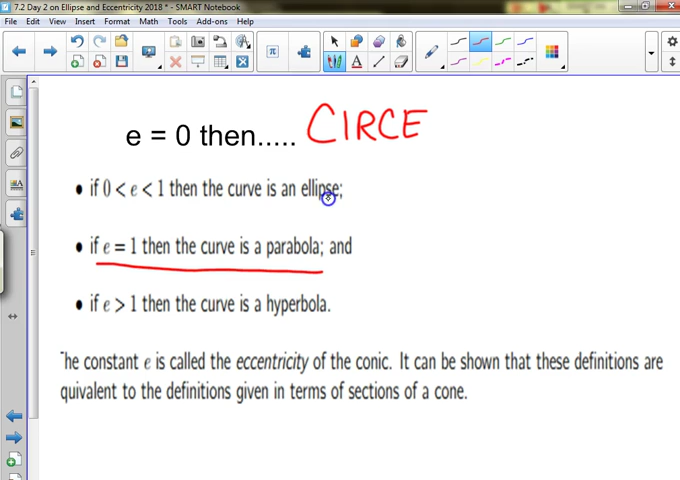 7.2 Day 2 on Ellipse and Eccentricity 2018 * - SMART Notebook
File Edit View Insert Format Math Tools Add-ons Help
π
A
e = 0 then..... CIRCE
• if 0 < e < 1 then the curve is an ellipse;
• if e = 1 then the curve is a parabola; and
• if e > 1 then the curve is a hyperbola.
he constant e is called the eccentricity of the conic. It can be shown that these definitions are
quivalent to the definitions given in terms of sections of a cone.